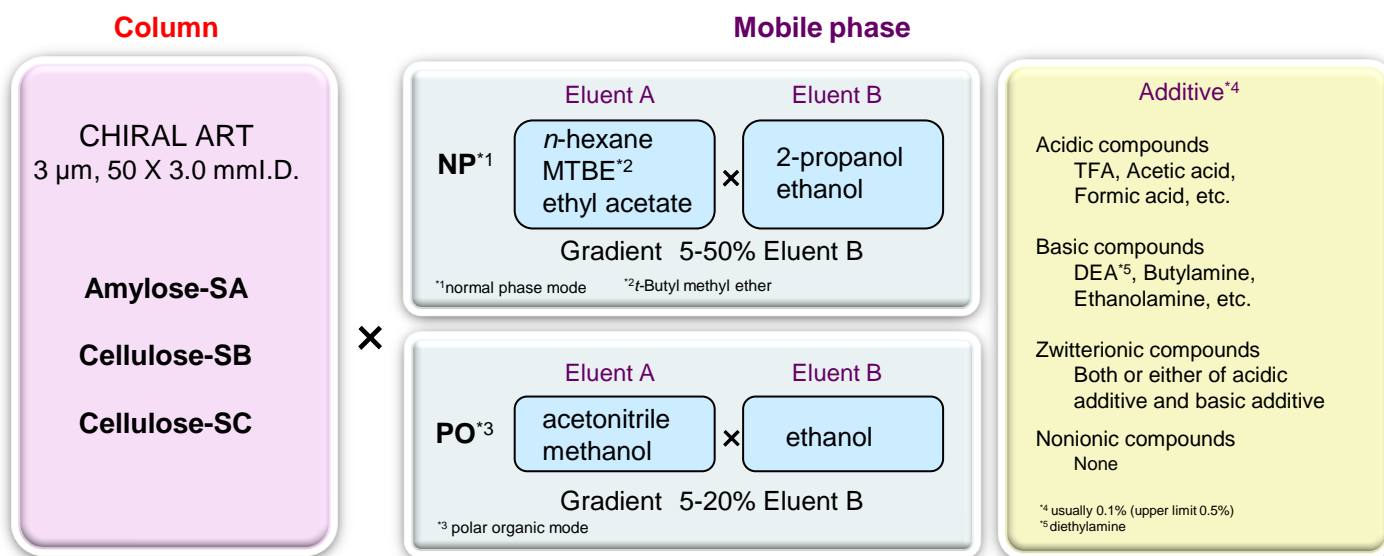 Column
Mobile phase
CHIRAL ART
3 µm, 50 X 3.0 mmI.D.
Amylose-SA
Cellulose-SB
Cellulose-SC
×
Eluent A
Eluent B
NP*1
n-hexane
MTBE*2
ethyl acetate
×
2-propanol
ethanol
Gradient 5-50% Eluent B
*1normal phase mode *2t-Butyl methyl ether
Eluent A
Eluent B
PO*3
acetonitrile
methanol
×
ethanol
Gradient 5-20% Eluent B
*3 polar organic mode
Additive*4
Acidic compounds
TFA, Acetic acid,
Formic acid, etc.
Basic compounds
DEA*5, Butylamine,
Ethanolamine, etc.
Zwitterionic compounds
Both or either of acidic
additive and basic additive
Nonionic compounds
None
*4 usually 0.1% (upper limit 0.5%)
*5 diethylamine